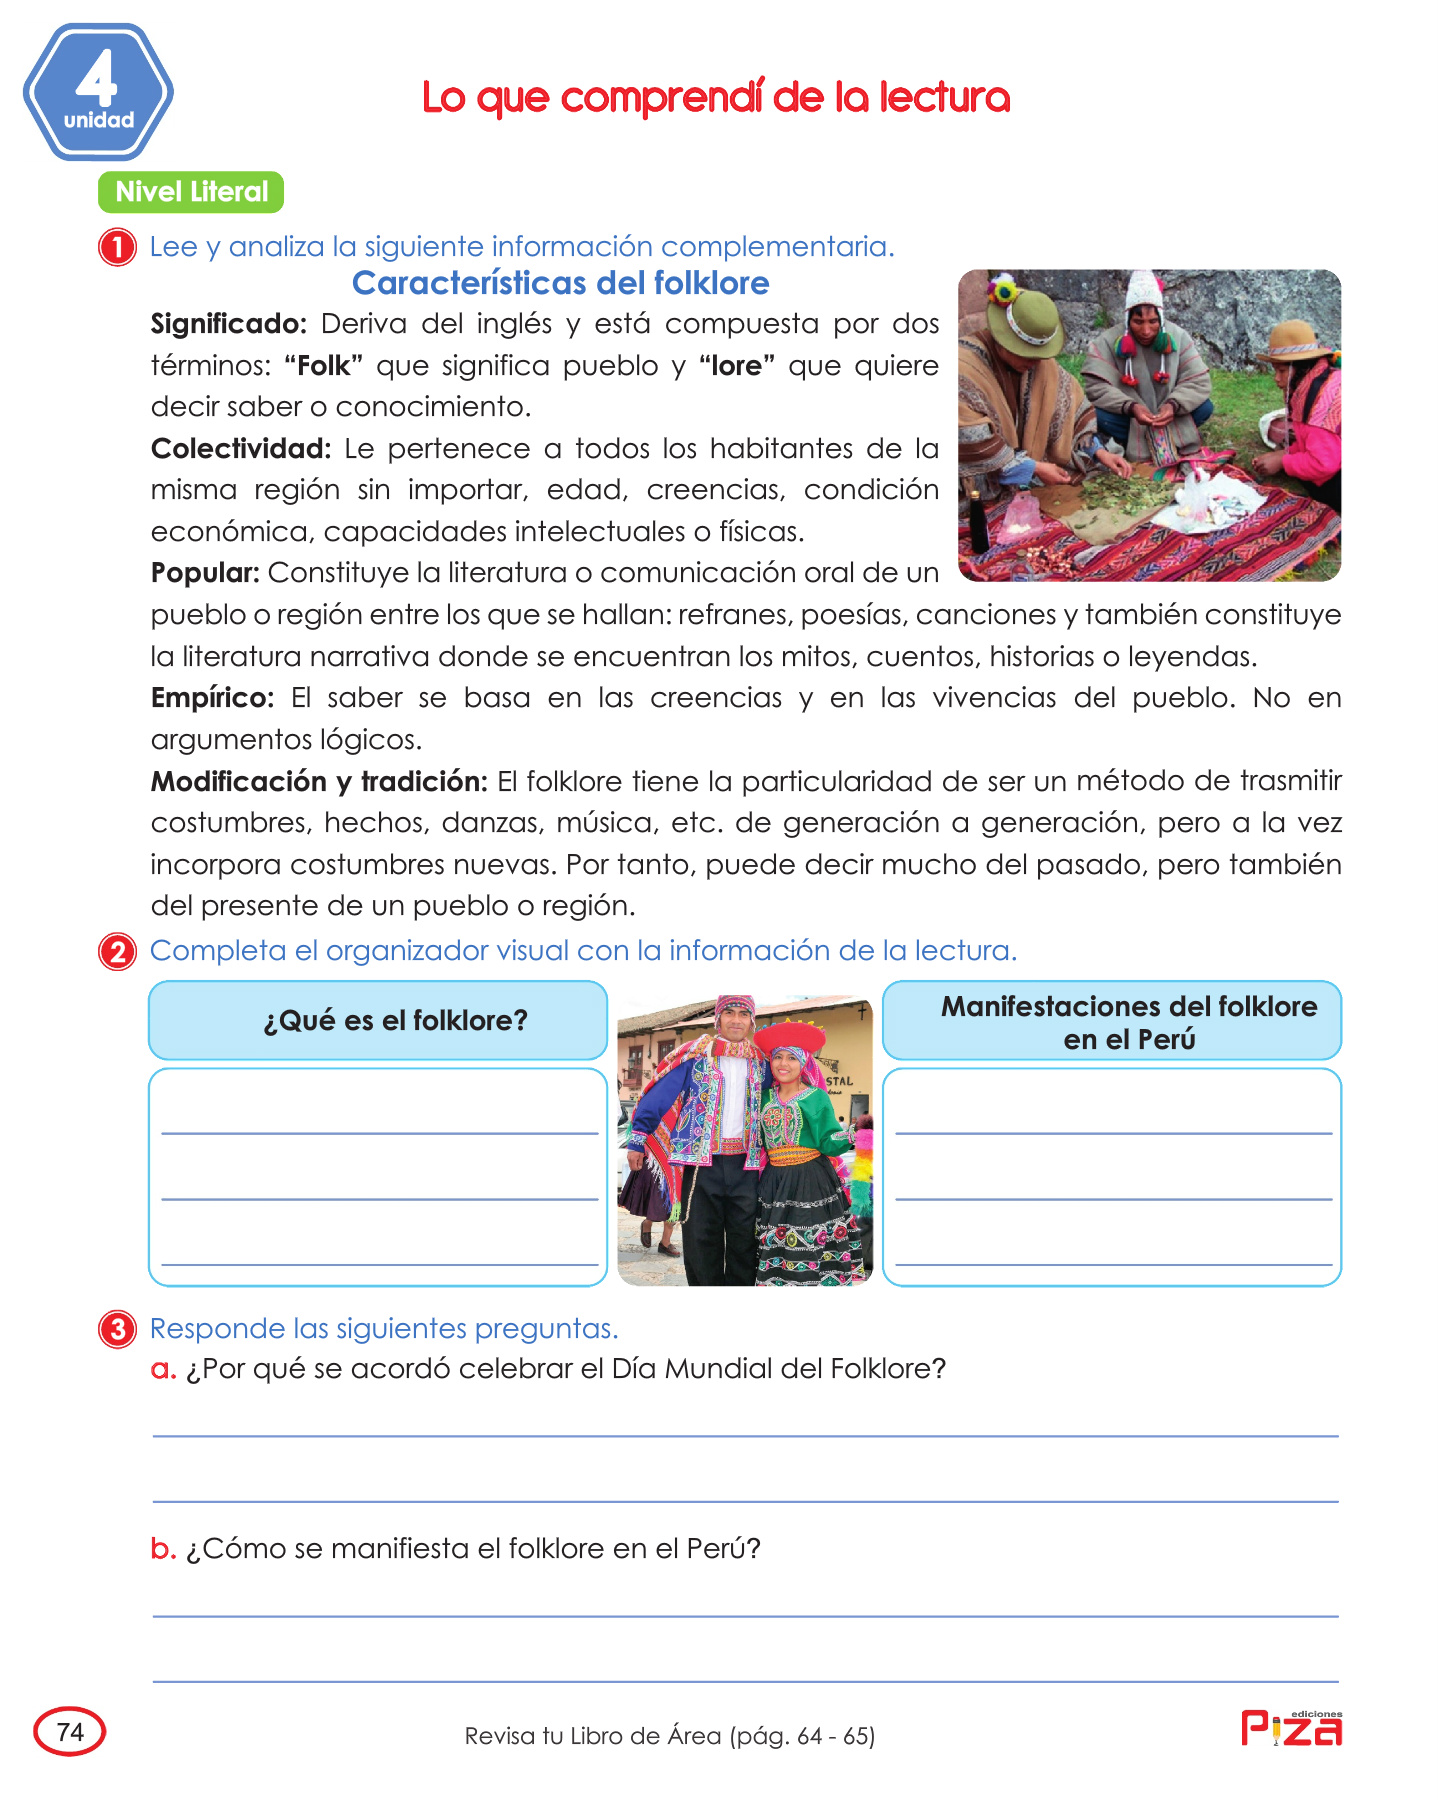 4
unidad
Lo que comprendí de la lectura
Nivel Literal
1 Lee y analiza la siguiente información complementaria.
Características del folklore
Significado: Deriva del inglés y está compuesta por dos
términos: “Folk” que significa pueblo y “lore” que quiere
decir saber o conocimiento.
Colectividad: Le pertenece a todos los habitantes de la
misma región sin importar, edad, creencias, condición
económica, capacidades intelectuales o físicas.
Popular: Constituye la literatura o comunicación oral de un
pueblo o región entre los que se hallan: refranes, poesías, canciones y también constituye
la literatura narrativa donde se encuentran los mitos, cuentos, historias o leyendas.
Empírico: El saber se basa en las creencias y en las vivencias del pueblo. No en
argumentos lógicos.
Modificación y tradición: El folklore tiene la particularidad de ser un método de trasmitir
costumbres, hechos, danzas, música, etc. de generación a generación, pero a la vez
incorpora costumbres nuevas. Por tanto, puede decir mucho del pasado, pero también
del presente de un pueblo o región.
2 Completa el organizador visual con la información de la lectura.
¿Qué es el folklore?
Manifestaciones del folklore
en el Perú
STAL
3 Responde las siguientes preguntas.
a. ¿Por qué se acordó celebrar el Día Mundial del Folklore?
b. ¿Cómo se manifiesta el folklore en el Perú?
74
Revisa tu Libro de Área (pág. 64 - 65)
ediciones
Piza